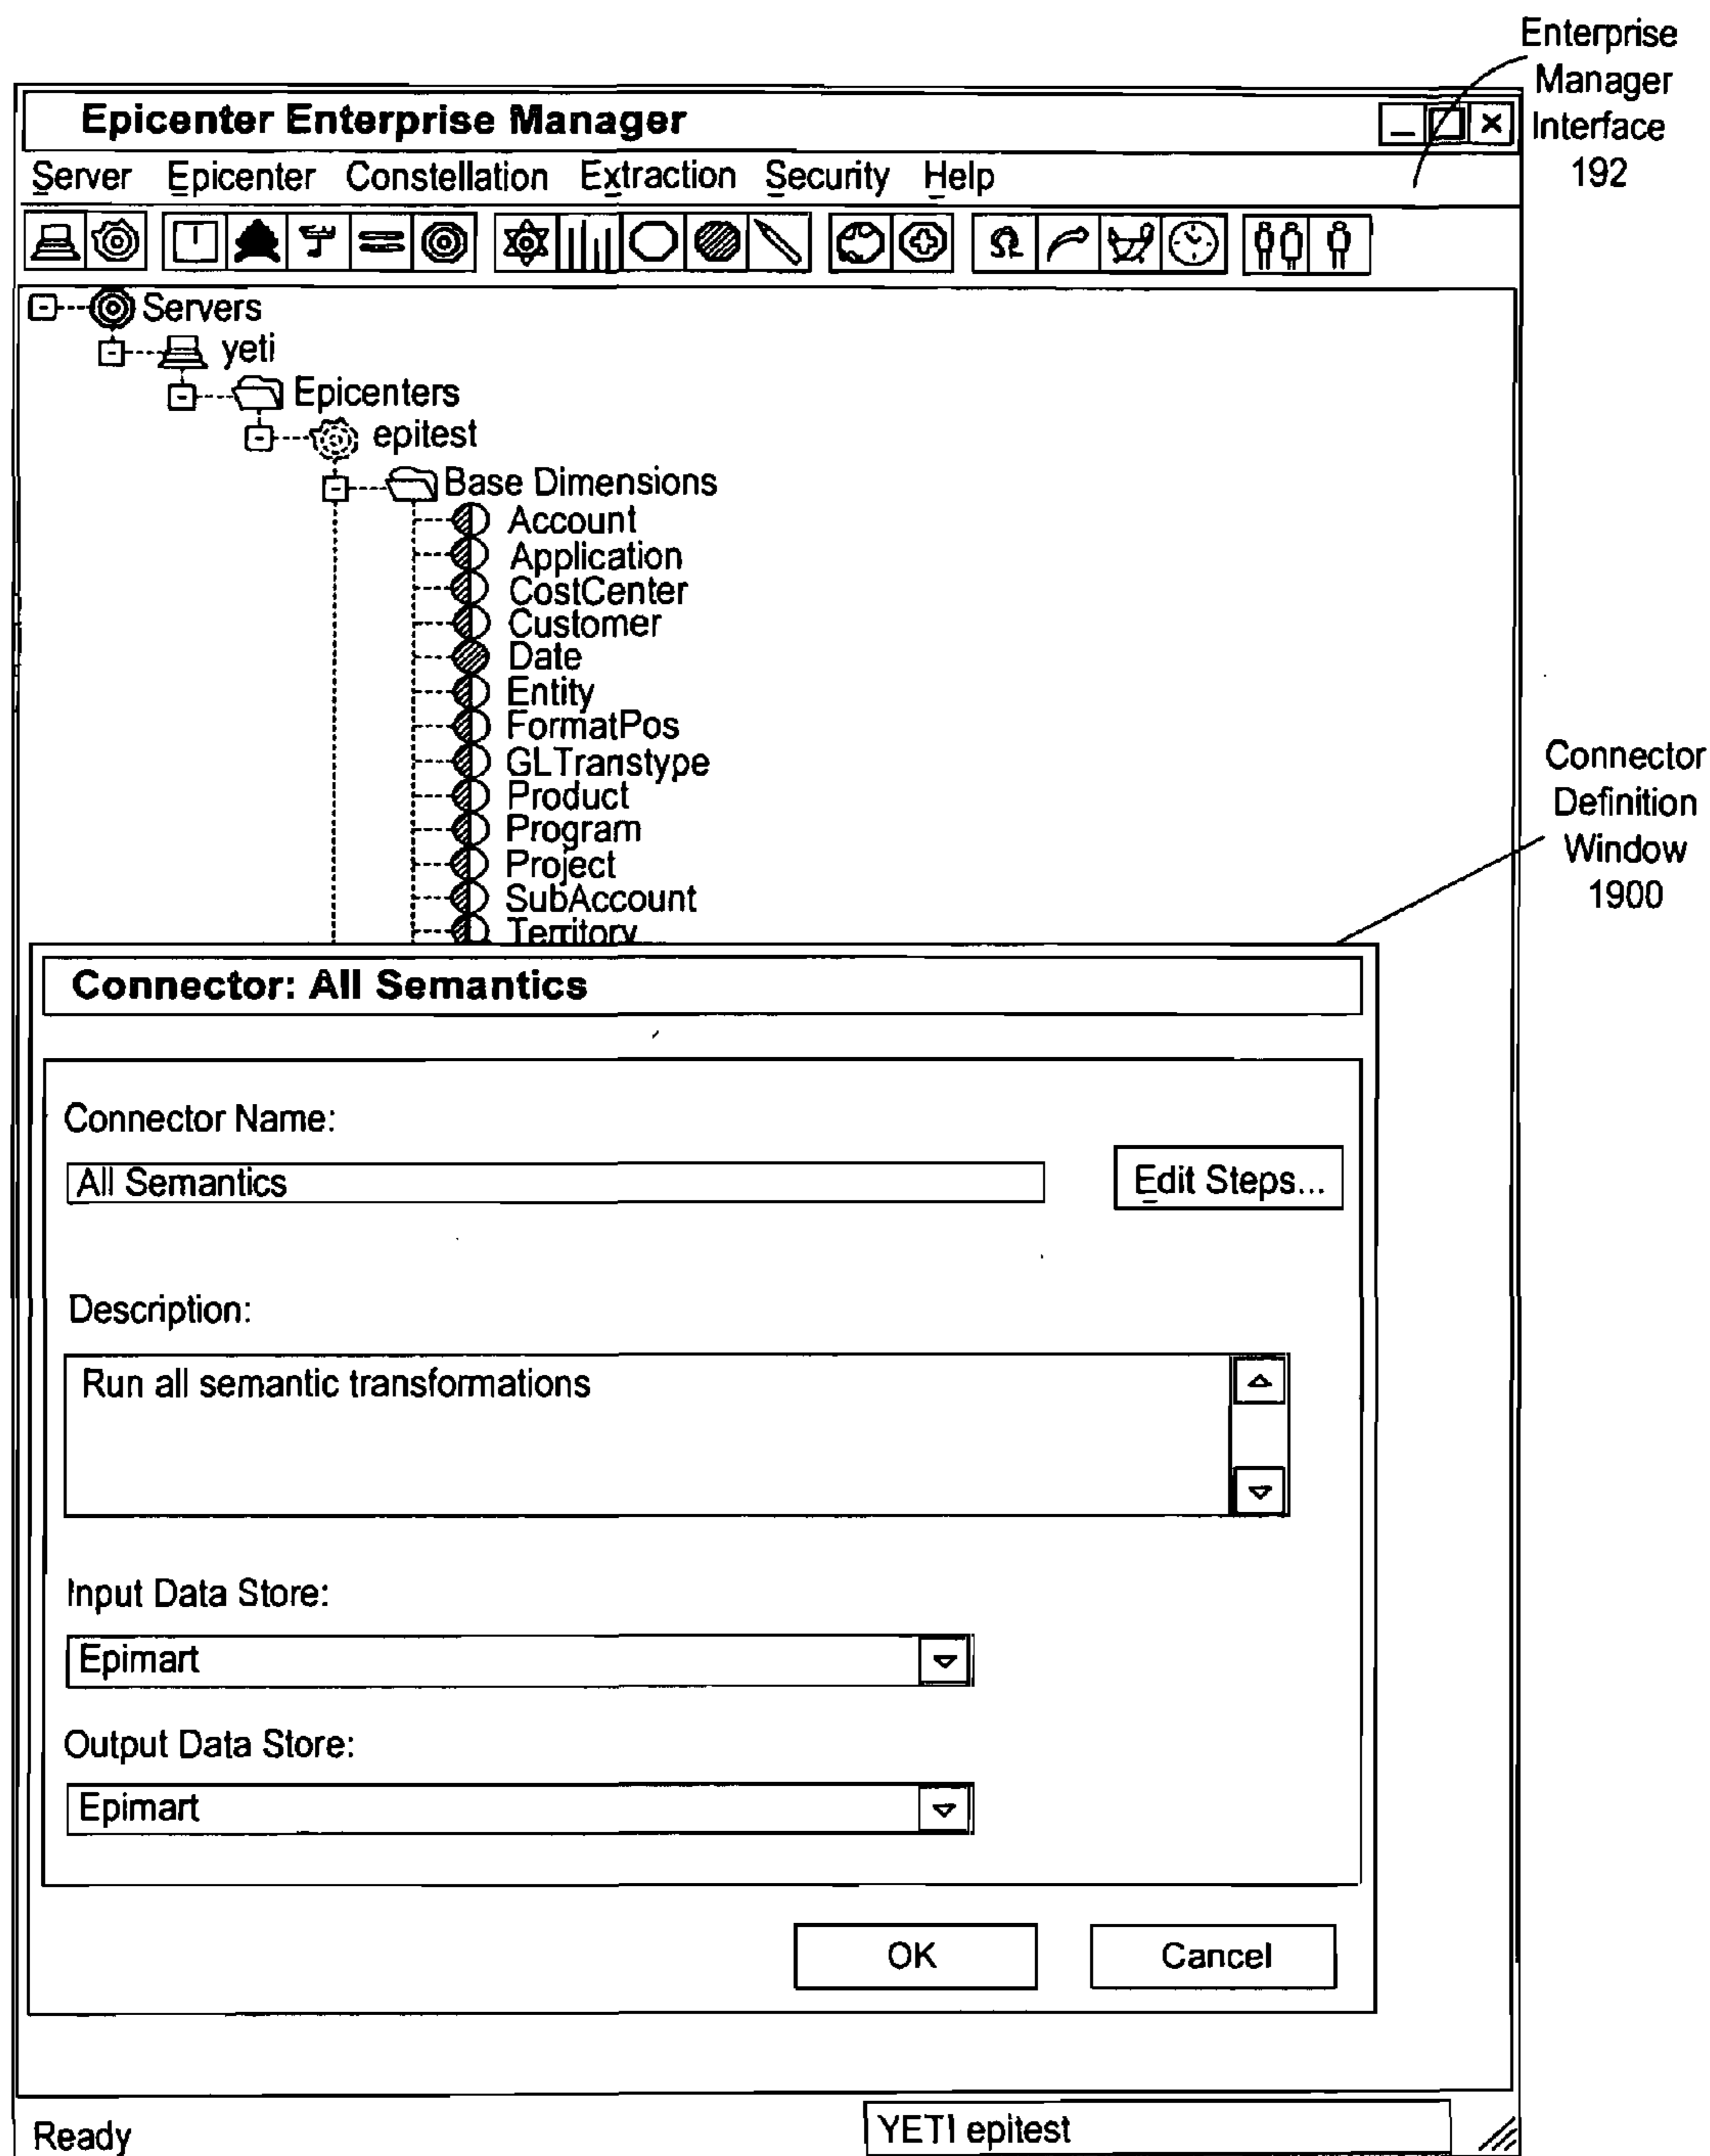 Enterprise
Manager
Interface
192
Epicenter Enterprise Manager
Server Epicenter Constellation Extraction Security Help
Servers
yeti
Epicenters
epitest
Base Dimensions
Account
Application
CostCenter
Customer
Date
Entity
FormatPos
GLTranstype
Product
Program
Project
SubAccount
Territory
Connector
Definition
Window
1900
Connector: All Semantics
Connector Name:
All Semantics
Edit Steps...
Description:
Run all semantic transformations
Input Data Store:
Epimart
Output Data Store:
Epimart
OK Cancel
Ready YETI epitest